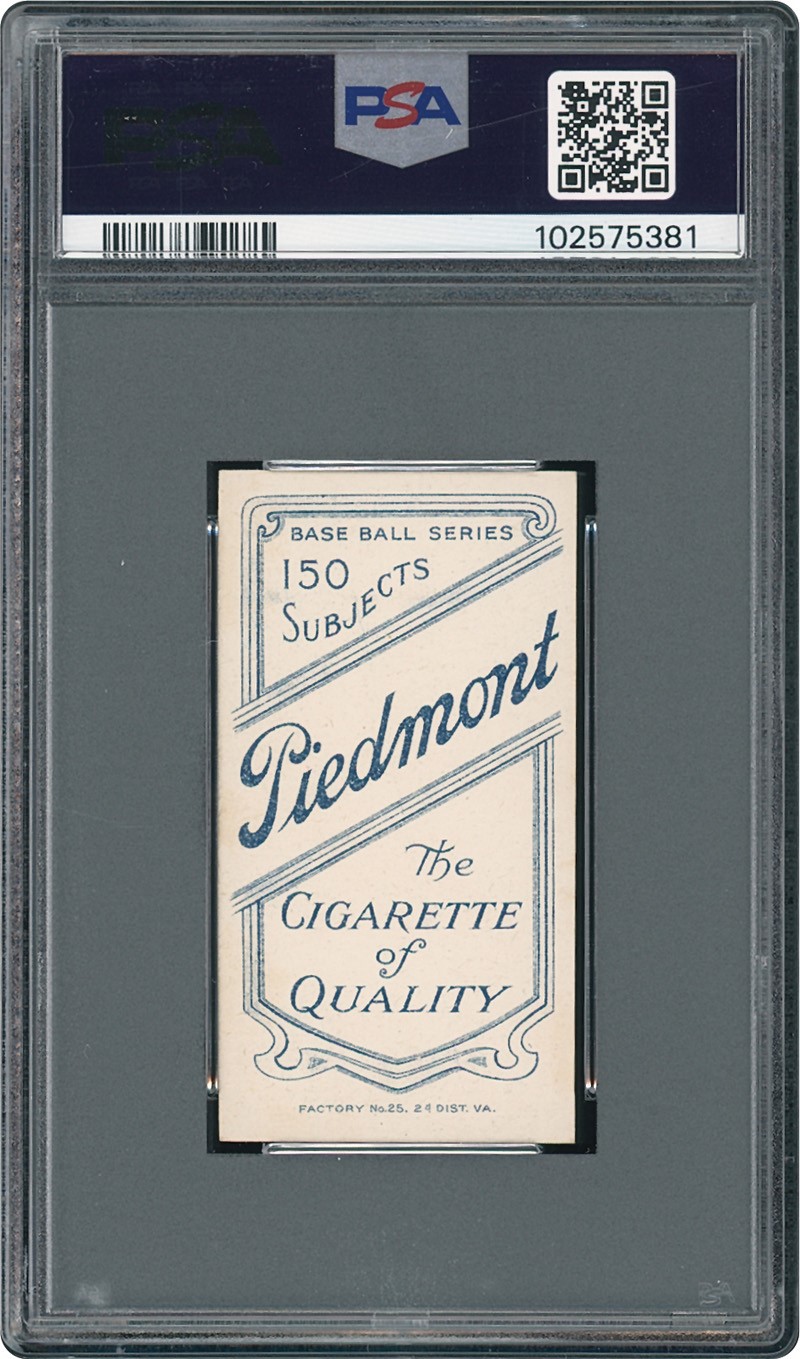 PSA
102575381
BASE BALL SERIES
150
SUBJECTS
Piedmont
The
CIGARETTE
of
QUALITY
FACTORY No.25. 2d DIST. VA.